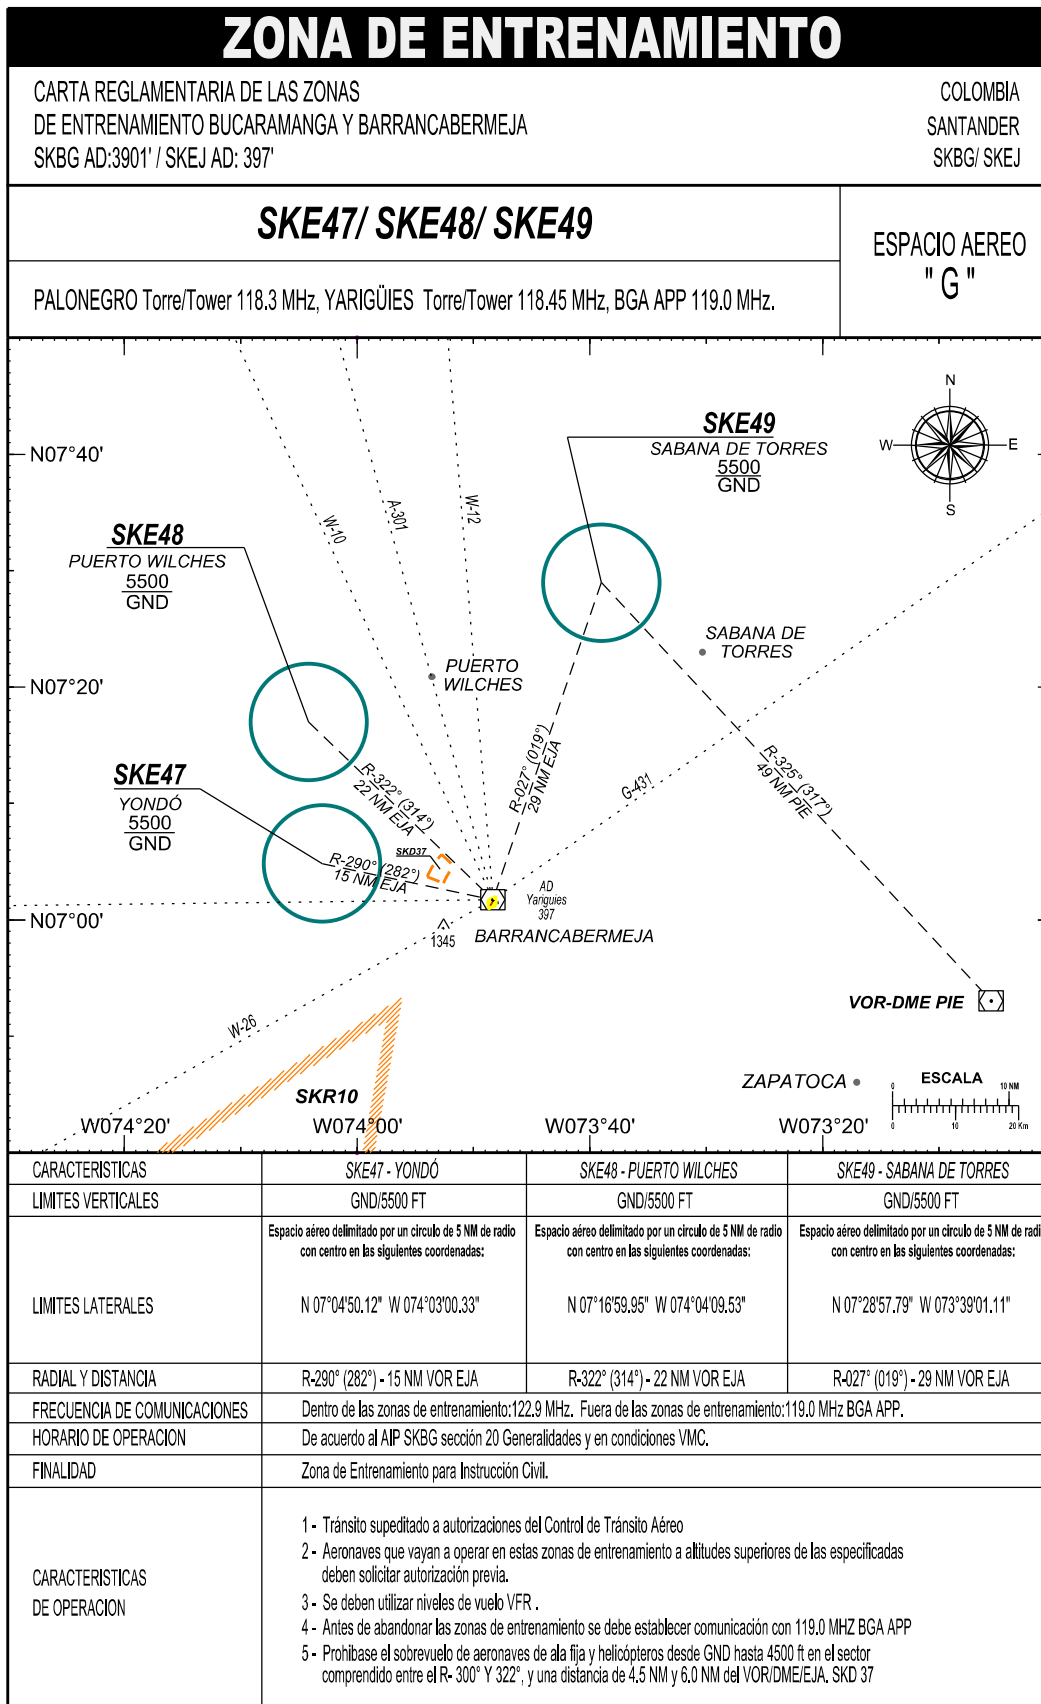 ZONA DE ENTRENAMIENTO
CARTA REGLAMENTARIA DE LAS ZONAS
DE ENTRENAMIENTO BUCARAMANGA Y BARRANCABERMEJA
SKBG AD:3901' / SKEJ AD: 397'
COLOMBIA
SANTANDER
SKBG/ SKEJ
SKE47/ SKE48/ SKE49
PALONEGRO Torre/Tower 118.3 MHz, YARIGÜIES Torre/Tower 118.45 MHz, BGA APP 119.0 MHz.
ESPACIO AEREO
" G "
N
W
E
S
SKE49
SABANA DE TORRES
5500
GND
N07°40'
W-10
A-301
W-12
SKE48
PUERTO WILCHES
5500
GND
SABANA DE
TORRES
PUERTO
WILCHES
N07°20'
R-027° (019°)
29 NM EJA
R-325° (317°)
49 NM PIE
G-431
SKE47
YONDÓ
5500
GND
R-322° (314°)
22 NM EJA
SKD37
R-290° (282°)
15 NM EJA
AD
Yariguies
397
N07°00'
1345
BARRANCABERMEJA
VOR-DME PIE
W-26
SKR10
ZAPATOCA
ESCALA
0
10 NM
0
10
20 Km
W074°20'
W074°00'
W073°40'
W073°20'
CARACTERISTICAS
SKE47 - YONDÓ
SKE48 - PUERTO WILCHES
SKE49 - SABANA DE TORRES
LIMITES VERTICALES
GND/5500 FT
GND/5500 FT
GND/5500 FT
LIMITES LATERALES
Espacio aéreo delimitado por un circulo de 5 NM de radio
con centro en las siguientes coordenadas:
N 07°04'50.12" W 074°03'00.33"
Espacio aéreo delimitado por un circulo de 5 NM de radio
con centro en las siguientes coordenadas:
N 07°16'59.95" W 074°04'09.53"
Espacio aéreo delimitado por un circulo de 5 NM de radi
con centro en las siguientes coordenadas:
N 07°28'57.79" W 073°39'01.11"
RADIAL Y DISTANCIA
R-290° (282°) - 15 NM VOR EJA
R-322° (314°) - 22 NM VOR EJA
R-027° (019°) - 29 NM VOR EJA
FRECUENCIA DE COMUNICACIONES
Dentro de las zonas de entrenamiento:122.9 MHz. Fuera de las zonas de entrenamiento:119.0 MHz BGA APP.
HORARIO DE OPERACION
De acuerdo al AIP SKBG sección 20 Generalidades y en condiciones VMC.
FINALIDAD
Zona de Entrenamiento para Instrucción Civil.
CARACTERISTICAS
DE OPERACION
1 - Tránsito supeditado a autorizaciones del Control de Tránsito Aéreo
2 - Aeronaves que vayan a operar en estas zonas de entrenamiento a altitudes superiores de las especificadas
deben solicitar autorización previa.
3 - Se deben utilizar niveles de vuelo VFR .
4 - Antes de abandonar las zonas de entrenamiento se debe establecer comunicación con 119.0 MHZ BGA APP
5 - Prohibase el sobrevuelo de aeronaves de ala fija y helicópteros desde GND hasta 4500 ft en el sector
comprendido entre el R- 300° Y 322°, y una distancia de 4.5 NM y 6.0 NM del VOR/DME/EJA. SKD 37